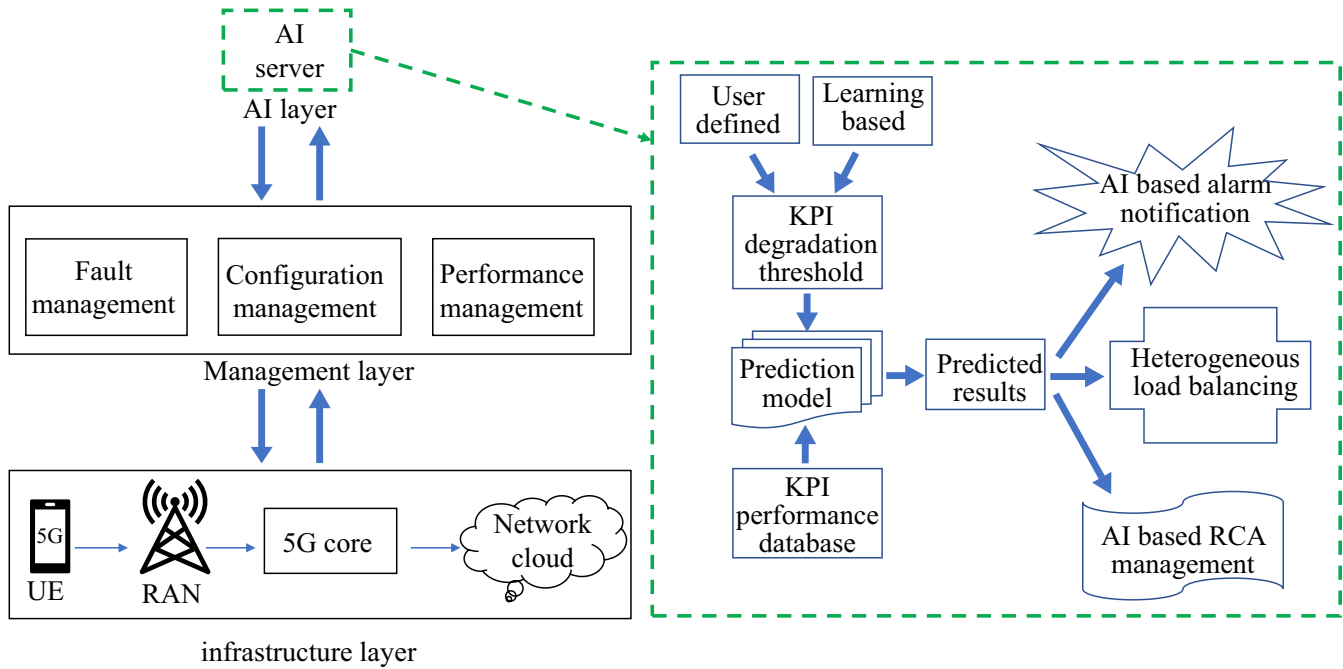 AI
server
AI layer
Fault
management
Configuration
management
Performance
management
Management layer
5G
UE
RAN
5G core
Network
cloud
infrastructure layer
User
defined
Learning
based
KPI
degradation
threshold
Prediction
model
KPI
performance
database
Predicted
results
AI based alarm
notification
Heterogeneous
load balancing
AI based RCA
management